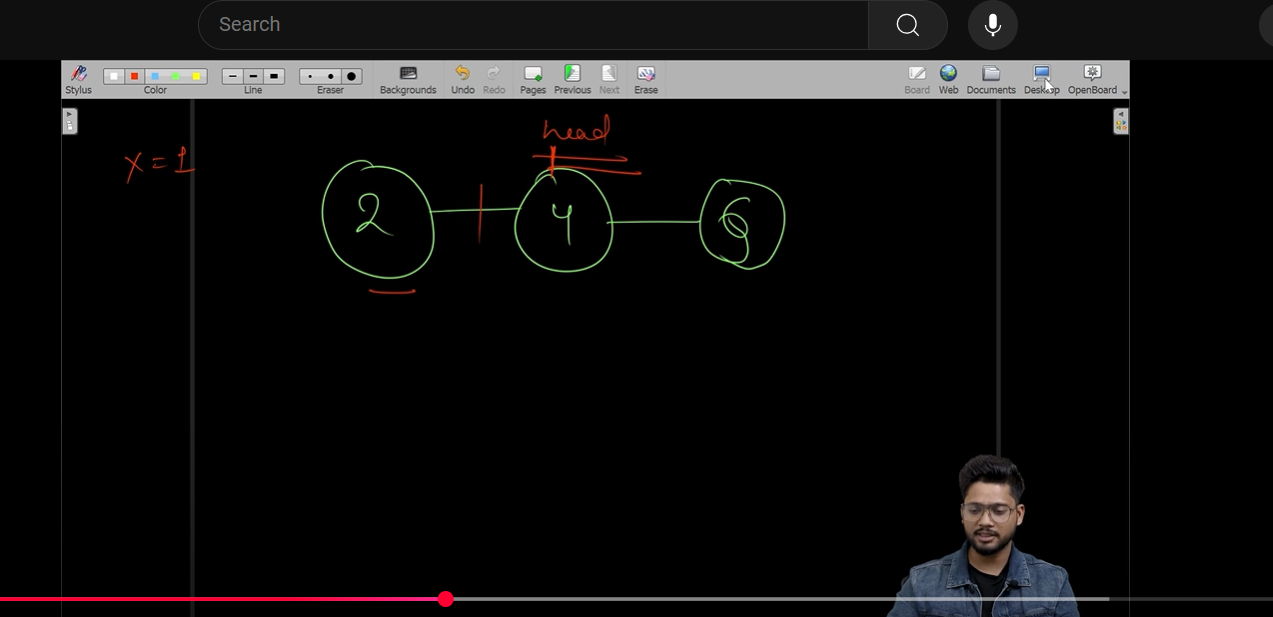 Search
Stylus Color Line Eraser Backgrounds Undo Redo Pages Previous Next Erase Board Web Documents Desktop OpenBoard
head
x = 1
2 4 6